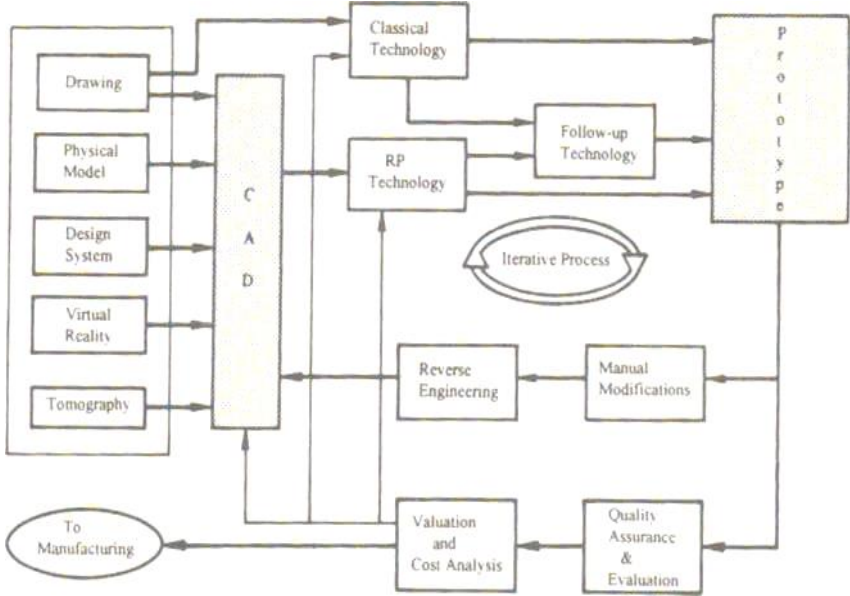 Drawing
Physical
Model
Design
System
Virtual
Reality
Tomography
C
A
D
Classical
Technology
RP
Technology
Follow-up
Technology
P
r
o
t
o
t
y
p
e
Iterative Process
Reverse
Engineering
Manual
Modifications
To
Manufacturing
Valuation
and
Cost Analysis
Quality
Assurance
&
Evaluation